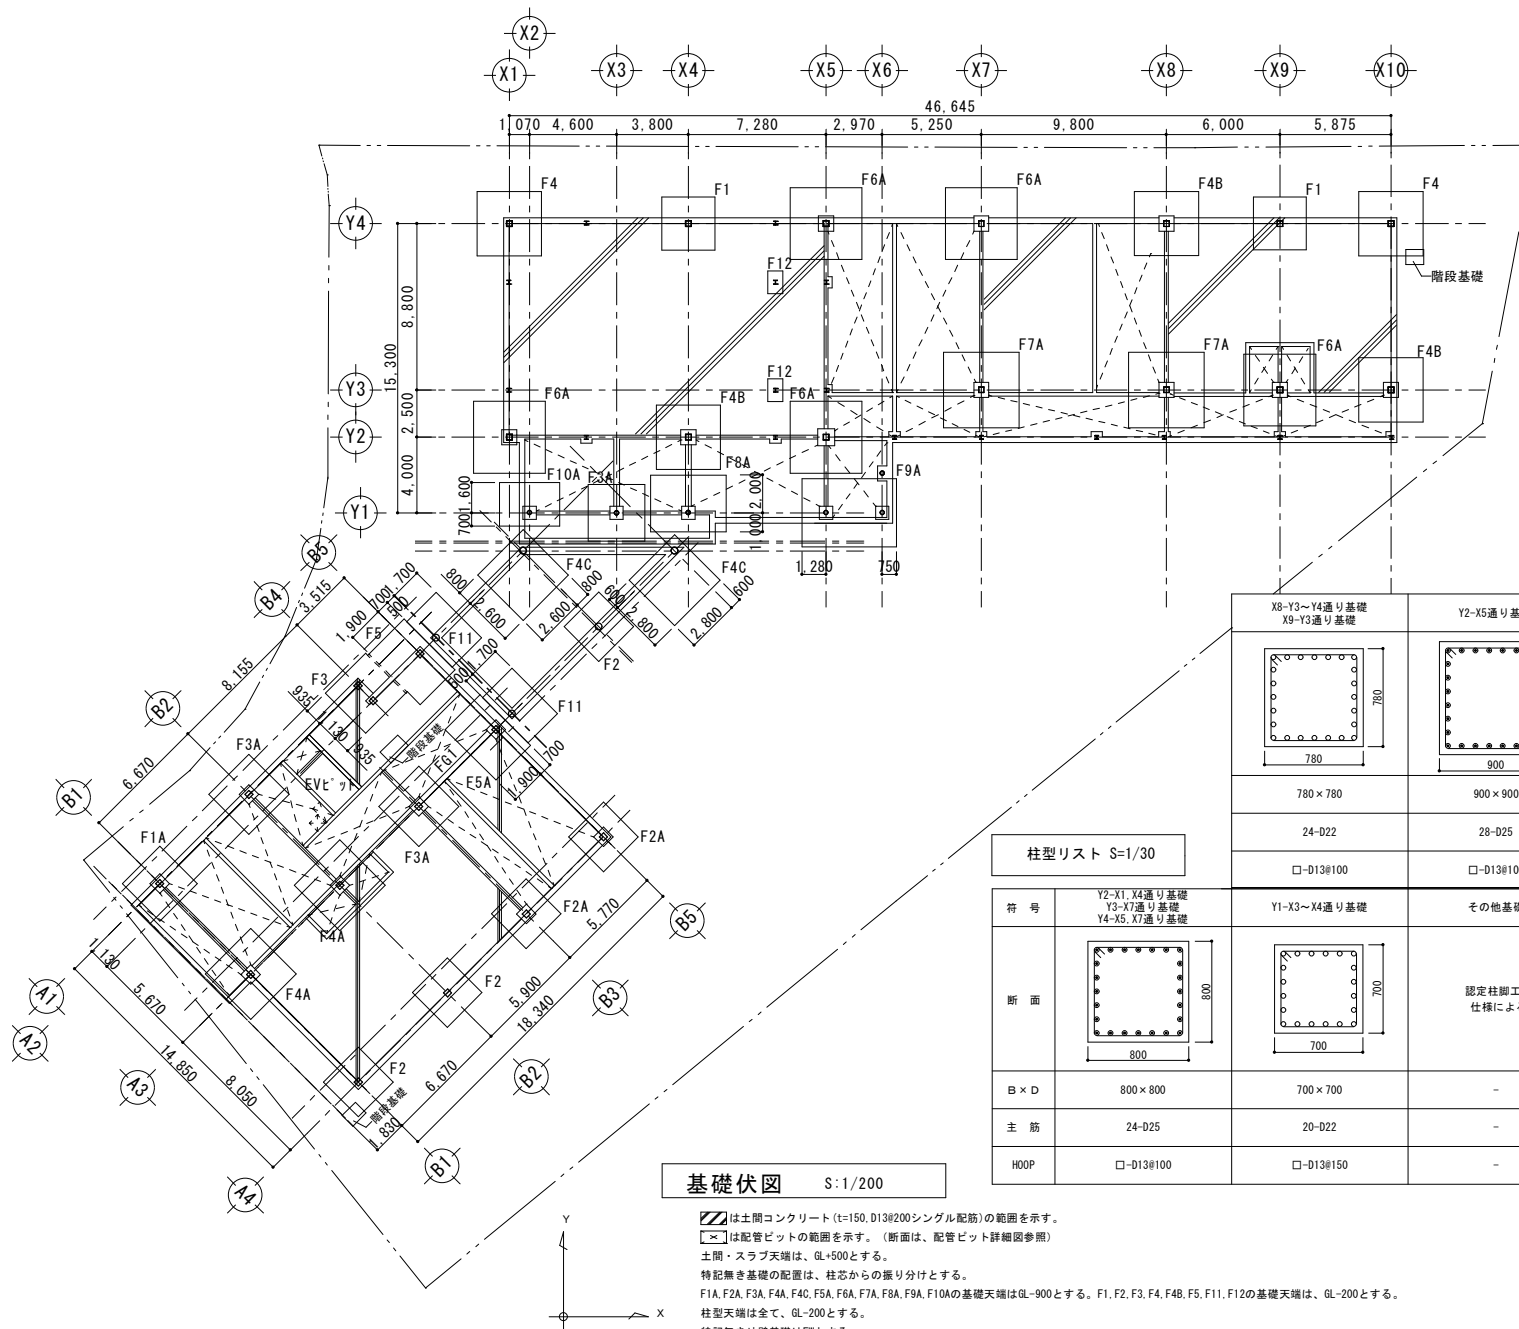 X2
X1
X3
X4
X5
X6
X7
X8
X9
X10
46,645
1,070
4,600
3,800
7,280
2,970
5,250
9,800
6,000
5,875
F4
F1
F6A
F6A
F4B
F1
F4
Y4
F12
階段基礎
8,800
15,300
F7A
F7A
F6A
F4B
F12
Y3
F6A
F4B
F6A
2,500
Y2
F8A
F10A
F3A
F9A
4,000
1,600
700
2,000
1,000
Y1
F4C
F4C
1,280
750
B5
B4
3,515
1,700
700
500
1,900
800
2,600
800
2,600
600
2,800
600
2,800
F5
F11
F2
1,700
600
F3
F11
8,155
935
130
935
階段基礎
FG1
700
1,900
B2
F3A
EVピット
F5A
6,670
B1
F1A
F3A
F2A
F2A
F4A
F4A
F2
5,770
B5
5,900
B3
18,340
6,670
B2
1,130
5,670
14,850
8,050
A1
A2
A3
A4
F2
階段基礎
1,830
B1
X8-Y3~Y4通り基礎
X9-Y3通り基礎
780
780
900
780×780
900×900
24-D22
28-D25
□-D13@100
柱型リスト S=1/30
符 号
Y2-X1,X4通り基礎
Y3-X7通り基礎
Y4-X5,X7通り基礎
Y1-X3~X4通り基礎
断 面
800
800
700
700
B×D
800×800
700×700
-
主 筋
24-D25
20-D22
-
HOOP
□-D13@100
□-D13@150
-
基礎伏図 S:1/200
は土間コンクリート(t=150,D13@200シングル配筋)の範囲を示す。
は配管ピットの範囲を示す。(断面は、配管ピット詳細図参照)
土間・スラブ天端は、GL+500とする。
特記無き基礎の配置は、柱芯からの振り分けとする。
F1A,F2A,F3A,F4A,F4C,F5A,F6A,F7A,F8A,F9A,F10Aの基礎天端はGL-900とする。F1,F2,F3,F4,F4B,F5,F11,F12の基礎天端は、GL-200とする。
柱型天端は全て、GL-200とする。
Y
X